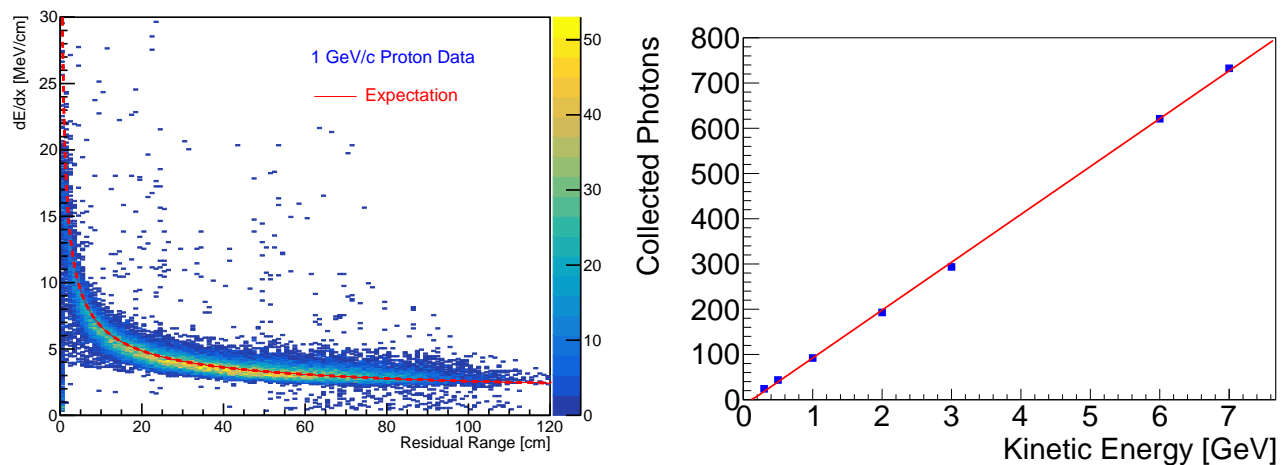 dE/dx [MeV/cm]
30
25
20
15
10
5
0
0 20 40 60 80 100 120
Residual Range [cm]
1 GeV/c Proton Data
Expectation
50
40
30
20
10
0
Collected Photons
800
700
600
500
400
300
200
100
0
0 1 2 3 4 5 6 7
Kinetic Energy [GeV]